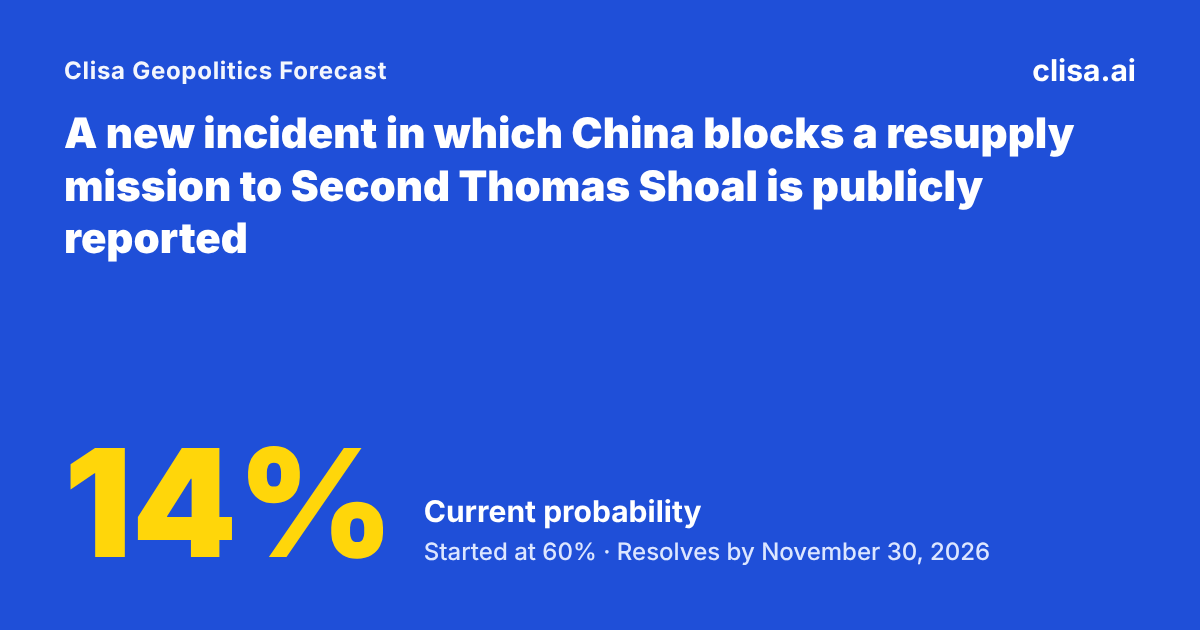 Clisa Geopolitics Forecast
clisa.ai
A new incident in which China blocks a resupply
mission to Second Thomas Shoal is publicly
reported
14%
Current probability
Started at 60% · Resolves by November 30, 2026